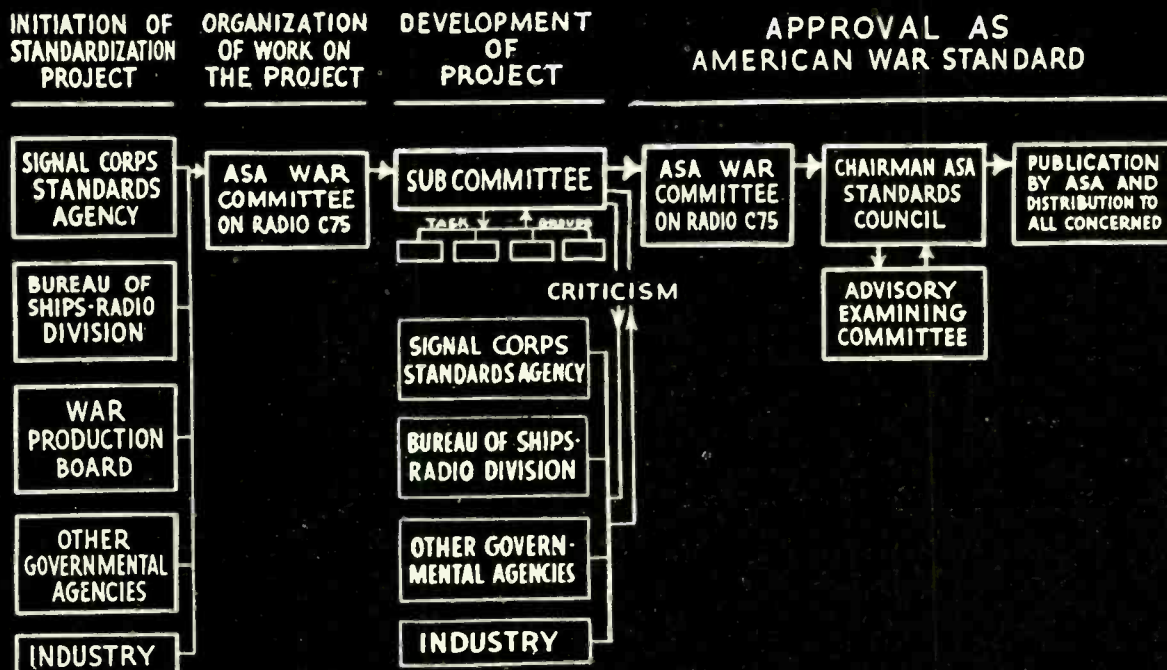 INITIATION OF
STANDARDIZATION
PROJECT
ORGANIZATION
OF WORK ON
THE PROJECT
DEVELOPMENT
OF
PROJECT
APPROVAL AS
AMERICAN WAR STANDARD
SIGNAL CORPS
STANDARDS
AGENCY
BUREAU OF
SHIPS-RADIO
DIVISION
WAR
PRODUCTION
BOARD
OTHER
GOVERNMENTAL
AGENCIES
INDUSTRY
ASA WAR
COMMITTEE
ON RADIO C75
SUB COMMITTEE
TASK GROUPS
CRITICISM
SIGNAL CORPS
STANDARDS AGENCY
BUREAU OF SHIPS-
RADIO DIVISION
OTHER GOVERN-
MENTAL AGENCIES
INDUSTRY
ASA WAR
COMMITTEE
ON RADIO C75
CHAIRMAN ASA
STANDARDS
COUNCIL
ADVISORY
EXAMINING
COMMITTEE
PUBLICATION
BY ASA AND
DISTRIBUTION TO
ALL CONCERNED